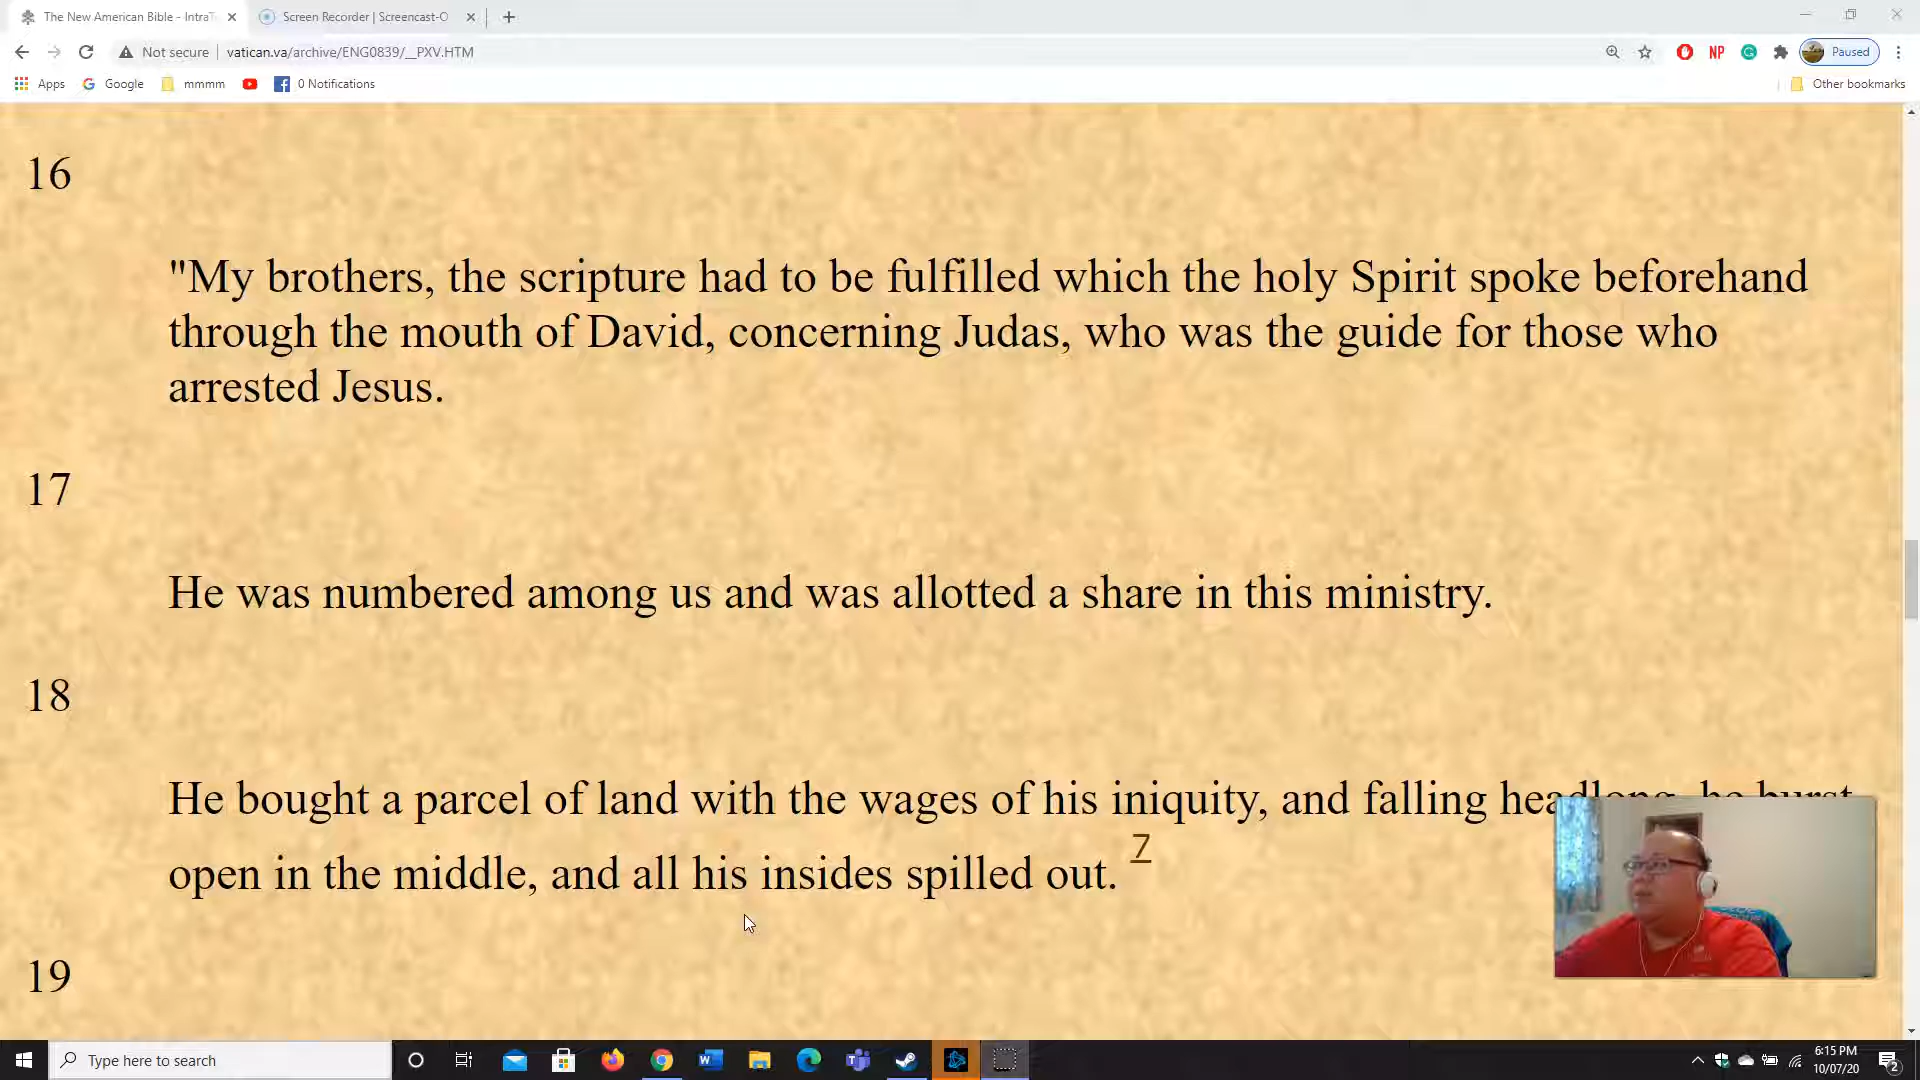 The New American Bible - IntraT
Screen Recorder | Screencast-O
Not secure
vatican.va/archive/ENG0839/__PXV.HTM
NP
Paused
Apps
Google
mmmm
0 Notifications
Other bookmarks
16
"My brothers, the scripture had to be fulfilled which the holy Spirit spoke beforehand
through the mouth of David, concerning Judas, who was the guide for those who
arrested Jesus.
17
He was numbered among us and was allotted a share in this ministry.
18
He bought a parcel of land with the wages of his iniquity, and falling headlong, he burst
open in the middle, and all his insides spilled out. 7
19
Type here to search
6:15 PM
10/07/20
2